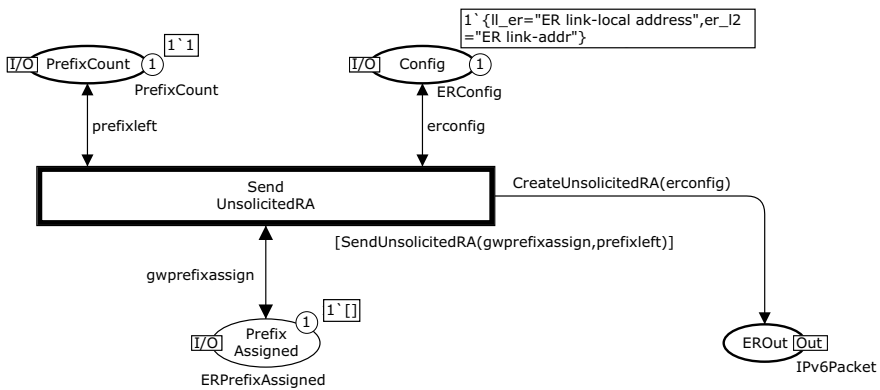 1`1
1`{ll_er="ER link-local address",er_l2
="ER link-addr"}
I/O
PrefixCount
1
PrefixCount
I/O
Config
1
ERConfig
prefixleft
erconfig
Send
UnsolicitedRA
CreateUnsolicitedRA(erconfig)
[SendUnsolicitedRA(gwprefixassign,prefixleft)]
gwprefixassign
1`[]
1
I/O
Prefix
Assigned
ERPrefixAssigned
EROut
Out
IPv6Packet